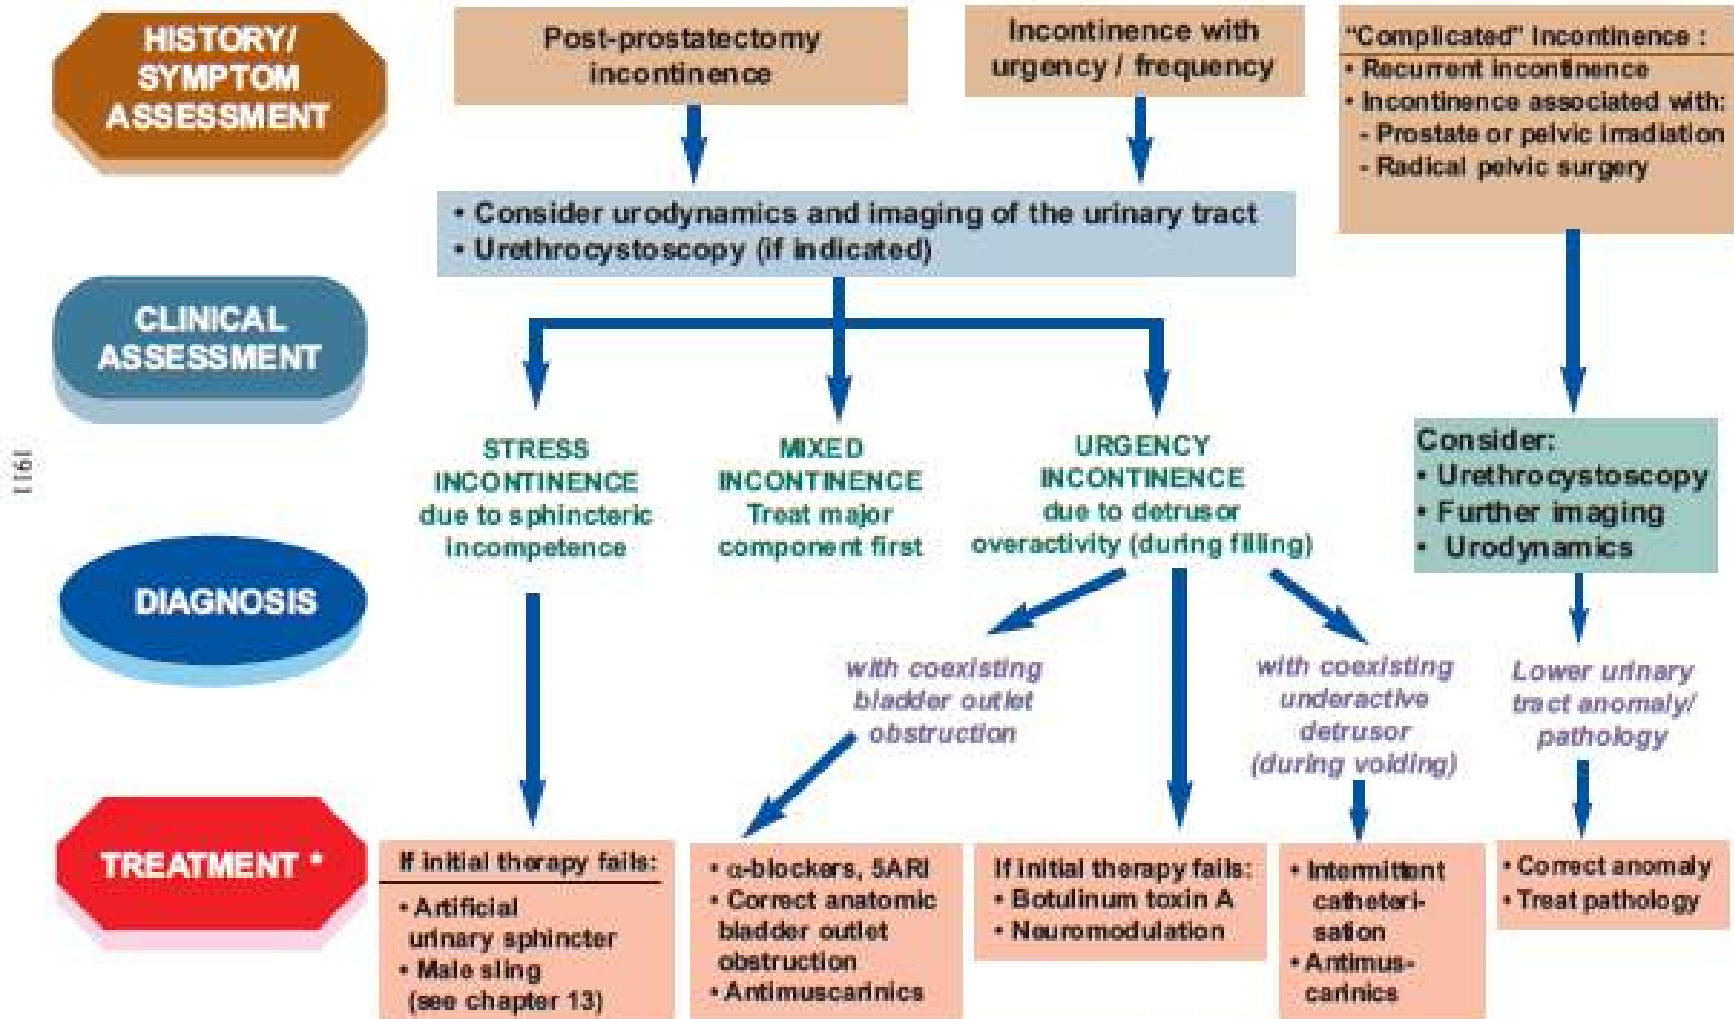 HISTORY/
SYMPTOM
ASSESSMENT
Post-prostatectomy
incontinence
Incontinence with
urgency / frequency
"Complicated" Incontinence :
• Recurrent incontinence
• Incontinence associated with:
- Prostate or pelvic irradiation
- Radical pelvic surgery
• Consider urodynamics and imaging of the urinary tract
• Urethrocystoscopy (if indicated)
CLINICAL
ASSESSMENT
STRESS
INCONTINENCE
due to sphincteric
incompetence
MIXED
INCONTINENCE
Treat major
component first
URGENCY
INCONTINENCE
due to detrusor
overactivity (during filling)
Consider:
• Urethrocystoscopy
• Further imaging
• Urodynamics
1911
DIAGNOSIS
with coexisting
bladder outlet
obstruction
with coexisting
underactive
detrusor
(during voiding)
Lower urinary
tract anomaly/
pathology
TREATMENT *
If initial therapy fails:
• Artificial
urinary sphincter
• Male sling
(see chapter 13)
• α-blockers, 5ARI
• Correct anatomic
bladder outlet
obstruction
• Antimuscarinics
If initial therapy fails:
• Botulinum toxin A
• Neuromodulation
• Intermittent
catheteri-
sation
• Antimus-
carinics
• Correct anomaly
• Treat pathology